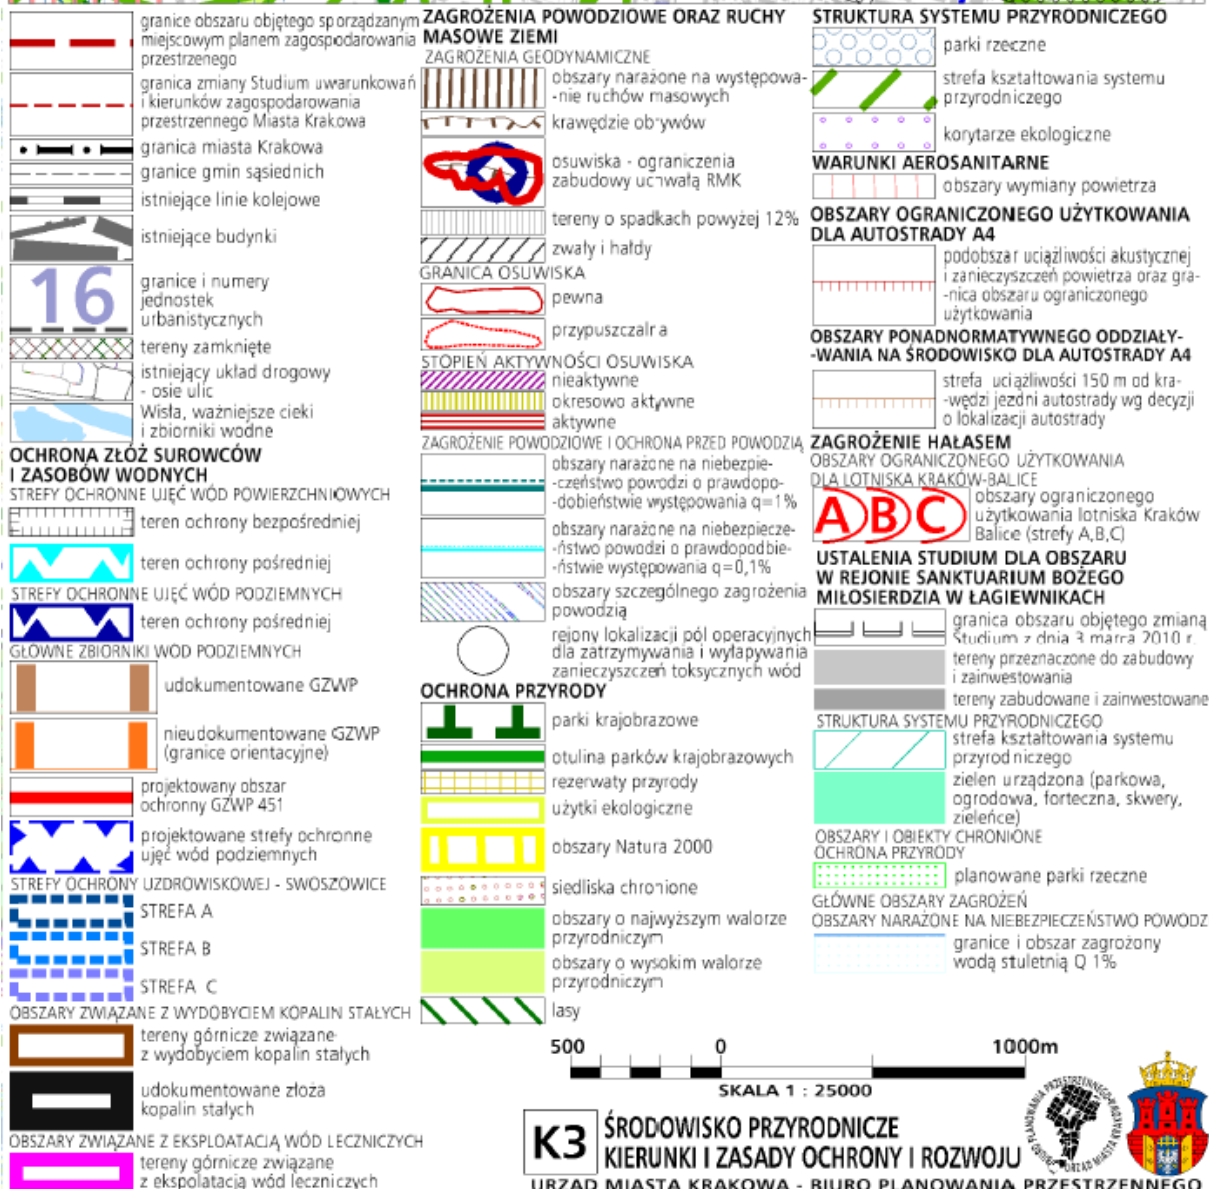 granice obszaru objętego sporządzanym
miejscowym planem zagospodarowania
przestrzenego
granica zmiany Studium uwarunkowań
i kierunków zagospodarowania
przestrzennego Miasta Krakowa
granica miasta Krakowa
granice gmin sąsiednich
istniejące linie kolejowe
istniejące budynki
16
granice i numery
jednostek
urbanistycznych
tereny zamknięte
istniejący układ drogowy
- osie ulic
Wisła, ważniejsze cieki
i zbiorniki wodne
OCHRONA ZŁÓŻ SUROWCÓW
I ZASOBÓW WODNYCH
STREFY OCHRONNE UJĘĆ WÓD POWIERZCHNIOWYCH
teren ochrony bezpośredniej
teren ochrony pośredniej
STREFY OCHRONNE UJĘĆ WÓD PODZIEMNYCH
teren ochrony pośredniej
GŁÓWNE ZBIORNIKI WÓD PODZIEMNYCH
udokumentowane GZWP
nieudokumentowane GZWP
(granice orientacyjne)
projektowany obszar
ochronny GZWP 451
projektowane strefy ochronne
ujęć wód podziemnych
STREFY OCHRONY UZDROWISKOWEJ - SWOSZOWICE
STREFA A
STREFA B
STREFA C
OBSZARY ZWIĄZANE Z WYDOBYCIEM KOPALIN STAŁYCH
tereny górnicze związane
z wydobyciem kopalin stałych
udokumentowane złoża
kopalin stałych
OBSZARY ZWIĄZANE Z EKSPLOATACJĄ WÓD LECZNICZYCH
tereny górnicze związane
z ekspolatacją wód leczniczych
ZAGROŻENIA POWODZIOWE ORAZ RUCHY
MASOWE ZIEMI
ZAGROŻENIA GEODYNAMICZNE
obszary narażone na występowa-
-nie ruchów masowych
krawędzie obrywów
osuwiska - ograniczenia
zabudowy uchwałą RMK
tereny o spadkach powyżej 12%
zwały i hałdy
GRANICA OSUWISKA
pewna
przypuszczalna
STOPIEŃ AKTYWNOŚCI OSUWISKA
nieaktywne
okresowo aktywne
aktywne
ZAGROŻENIE POWODZIOWE I OCHRONA PRZED POWODZIĄ
obszary narażone na niebezpie-
-czeństwo powodzi o prawdopo-
-dobieństwie występowania q=1%
obszary narażone na niebezpiecze-
-ństwo powodzi o prawdopodbie-
-ństwie występowania q=0,1%
obszary szczególnego zagrożenia
powodzią
rejony lokalizacji pól operacyjnych
dla zatrzymywania i wyłapywania
zanieczyszczeń toksycznych wód
OCHRONA PRZYRODY
parki krajobrazowe
otulina parków krajobrazowych
rezerwaty przyrody
użytki ekologiczne
obszary Natura 2000
siedliska chronione
obszary o najwyższym walorze
przyrodniczym
obszary o wysokim walorze
przyrodniczym
lasy
STRUKTURA SYSTEMU PRZYRODNICZEGO
parki rzeczne
strefa kształtowania systemu
przyrodniczego
korytarze ekologiczne
WARUNKI AEROSANITARNE
obszary wymiany powietrza
OBSZARY OGRANICZONEGO UŻYTKOWANIA
DLA AUTOSTRADY A4
podobszar uciążliwości akustycznej
i zanieczyszczeń powietrza oraz gra-
-nica obszaru ograniczonego
użytkowania
OBSZARY PONADNORMATYWNEGO ODDZIAŁY-
-WANIA NA ŚRODOWISKO DLA AUTOSTRADY A4
strefa uciążliwości 150 m od kra-
-wędzi jezdni autostrady wg decyzji
o lokalizacji autostrady
ZAGROŻENIE HAŁASEM
OBSZARY OGRANICZONEGO UŻYTKOWANIA
DLA LOTNISKA KRAKÓW-BALICE
A B C
obszary ograniczonego
użytkowania lotniska Kraków
Balice (strefy A,B,C)
USTALENIA STUDIUM DLA OBSZARU
W REJONIE SANKTUARIUM BOŻEGO
MIŁOSIERDZIA W ŁAGIEWNIKACH
granica obszaru objętego zmianą
Studium z dnia 3 marca 2010 r.
tereny przeznaczone do zabudowy
i zainwestowania
tereny zabudowane i zainwestowane
STRUKTURA SYSTEMU PRZYRODNICZEGO
strefa kształtowania systemu
przyrodniczego
zielen urządzona (parkowa,
ogrodowa, forteczna, skwery,
zieleńce)
OBSZARY I OBIEKTY CHRONIONE
OCHRONA PRZYRODY
planowane parki rzeczne
GŁÓWNE OBSZARY ZAGROŻEŃ
OBSZARY NARAŻONE NA NIEBEZPIECZEŃSTWO POWODZ
granice i obszar zagrożony
wodą stuletnią Q 1%
500 0 1000m
SKALA 1 : 25000
K3
ŚRODOWISKO PRZYRODNICZE
KIERUNKI I ZASADY OCHRONY I ROZWOJU
URZĄD MIASTA KRAKOWA - BIURO PLANOWANIA PRZESTRZENNEGO